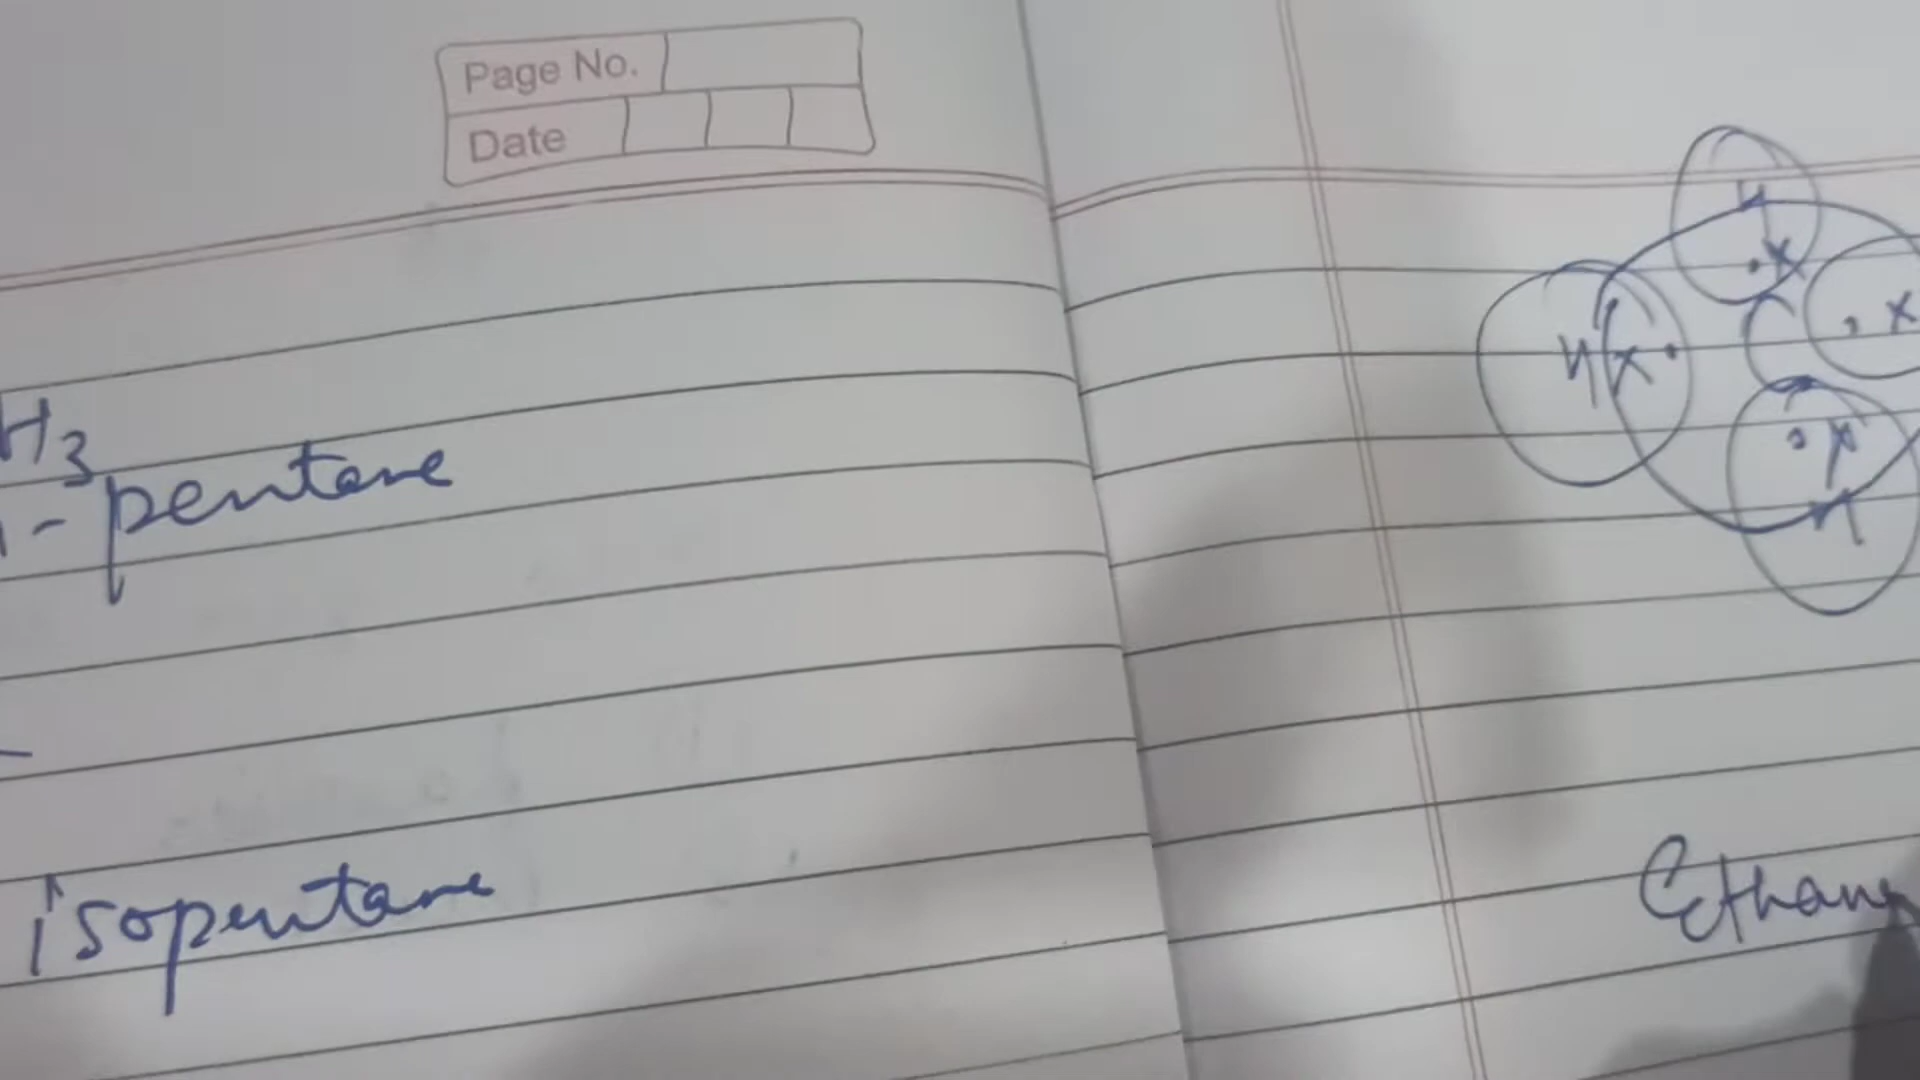 Page No.
Date
H3
n-pentane
isopentane
H
x
H x
x
x
H
Ethane